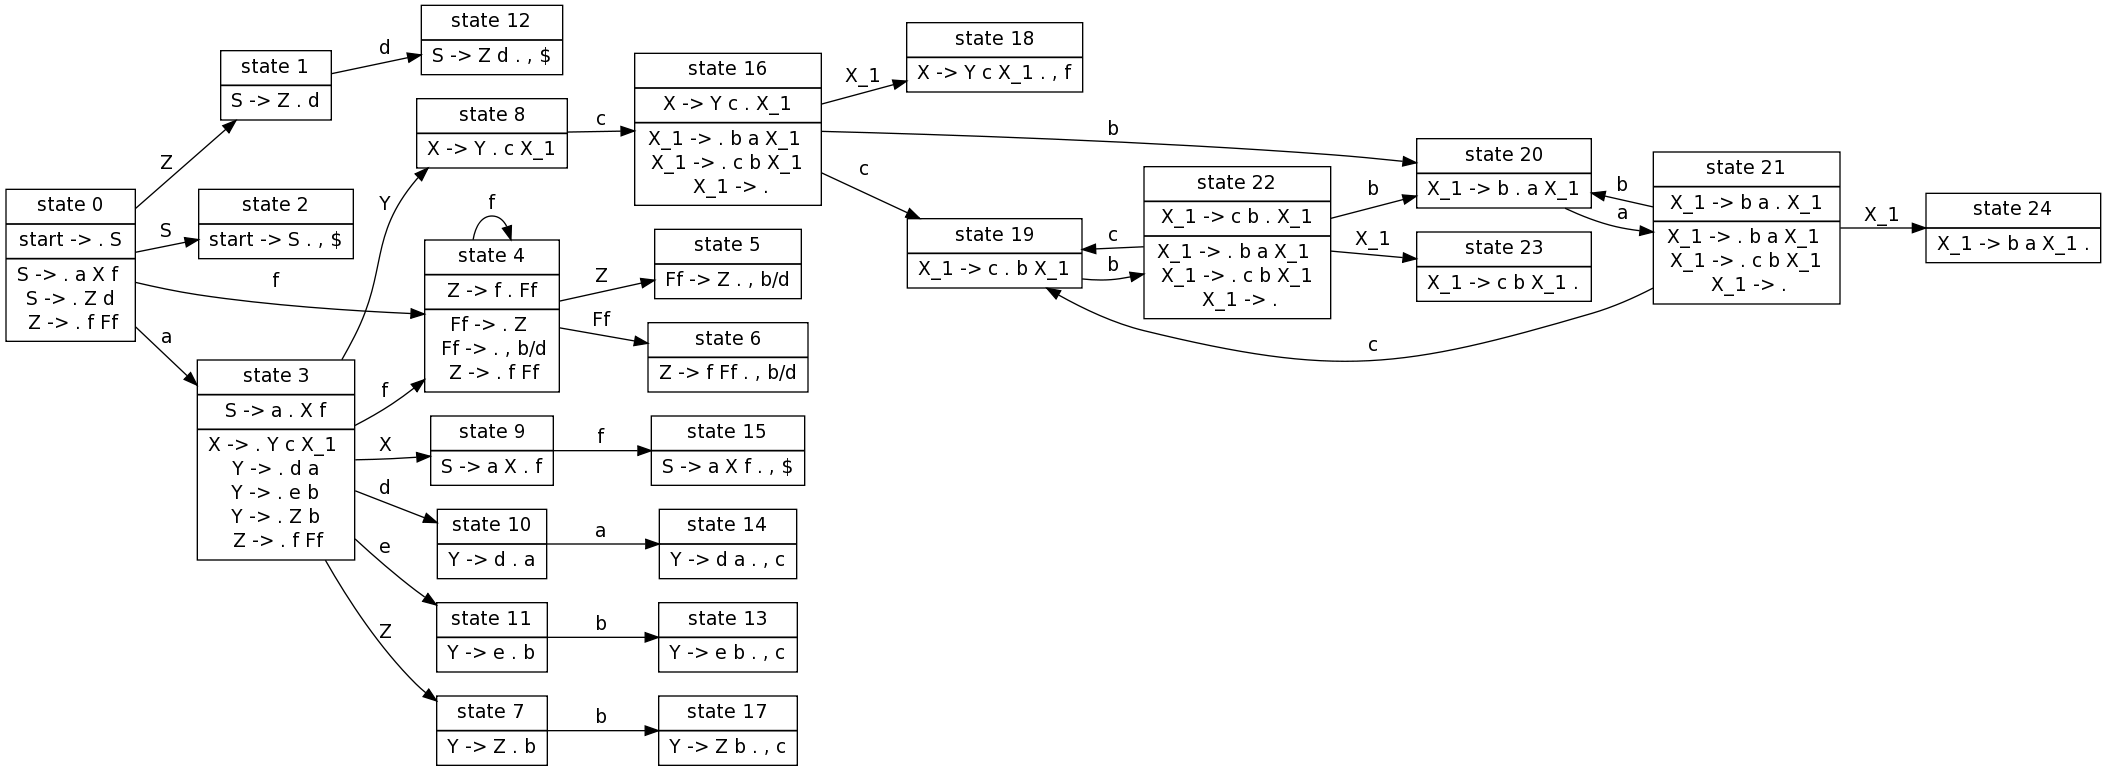 state 12
S -> Z d . , $
state 18
X -> Y c X_1 . , f
state 1
S -> Z . d
d
state 16
X -> Y c . X_1
X_1 -> . b a X_1
X_1 -> . c b X_1
X_1 -> .
X_1
b
c
state 8
X -> Y . c X_1
c
Z
state 0
start -> . S
S -> . a X f
S -> . Z d
Z -> . f Ff
S
state 2
start -> S . , $
f
a
Y
f
state 4
Z -> f . Ff
Ff -> . Z
Ff -> . , b/d
Z -> . f Ff
Z
state 5
Ff -> Z . , b/d
Ff
state 6
Z -> f Ff . , b/d
state 19
X_1 -> c . b X_1
c
b
state 22
X_1 -> c b . X_1
X_1 -> . b a X_1
X_1 -> . c b X_1
X_1 -> .
b
X_1
state 20
X_1 -> b . a X_1
state 23
X_1 -> c b X_1 .
b
a
state 21
X_1 -> b a . X_1
X_1 -> . b a X_1
X_1 -> . c b X_1
X_1 -> .
X_1
state 24
X_1 -> b a X_1 .
c
state 3
S -> a . X f
X -> . Y c X_1
Y -> . d a
Y -> . e b
Y -> . Z b
Z -> . f Ff
f
X
d
e
Z
state 9
S -> a X . f
f
state 15
S -> a X f . , $
state 10
Y -> d . a
a
state 14
Y -> d a . , c
state 11
Y -> e . b
b
state 13
Y -> e b . , c
state 7
Y -> Z . b
b
state 17
Y -> Z b . , c